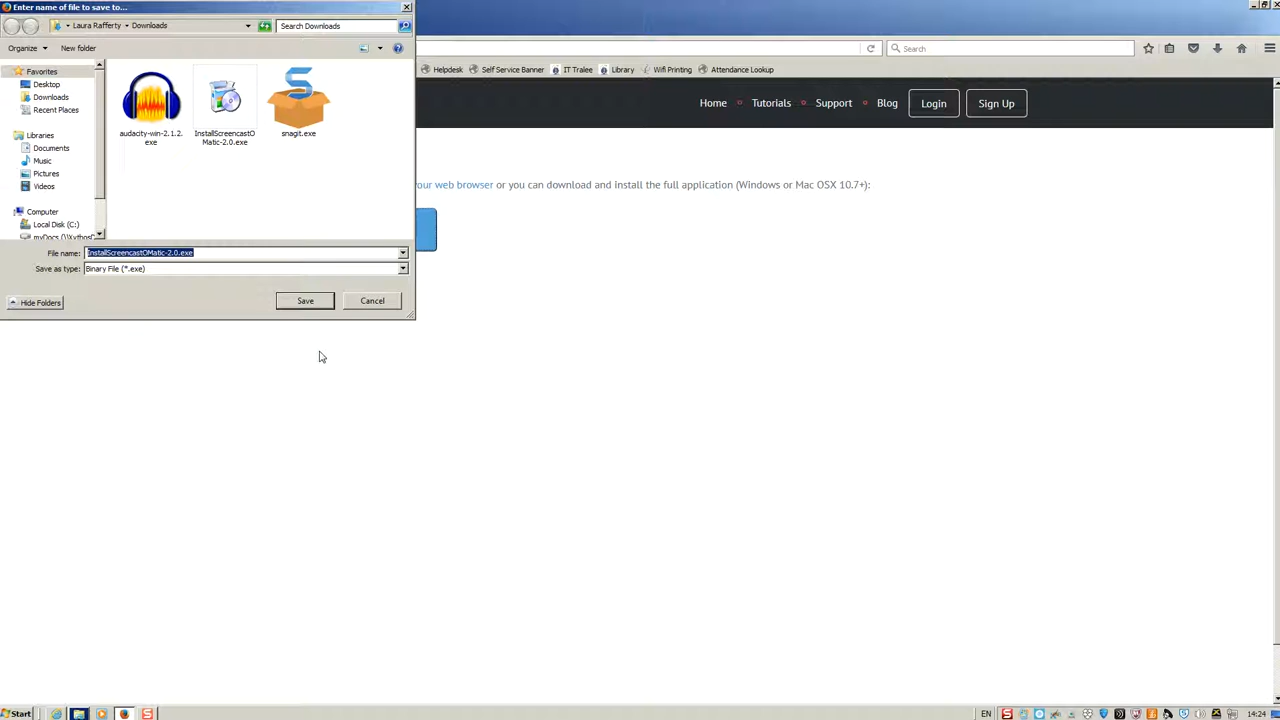 Enter name of file to save to...
Laura Rafferty
Downloads
Search Downloads
Organize
New folder
Favorites
Desktop
Downloads
Recent Places
Libraries
Documents
Music
Pictures
Videos
Computer
Local Disk (C:)
audacity-win-2.1.2.
exe
InstallScreencastO
Matic-2.0.exe
snagit.exe
File name:
InstallScreencastOMatic-2.0.exe
Save as type:
Binary File (*.exe)
Hide Folders
Save
Cancel
Search
Helpdesk
Self Service Banner
IT Tralee
Library
Wifi Printing
Attendance Lookup
Home
Tutorials
Support
Blog
Login
Sign Up
your web browser or you can download and install the full application (Windows or Mac OSX 10.7+):
Start
EN
14:24